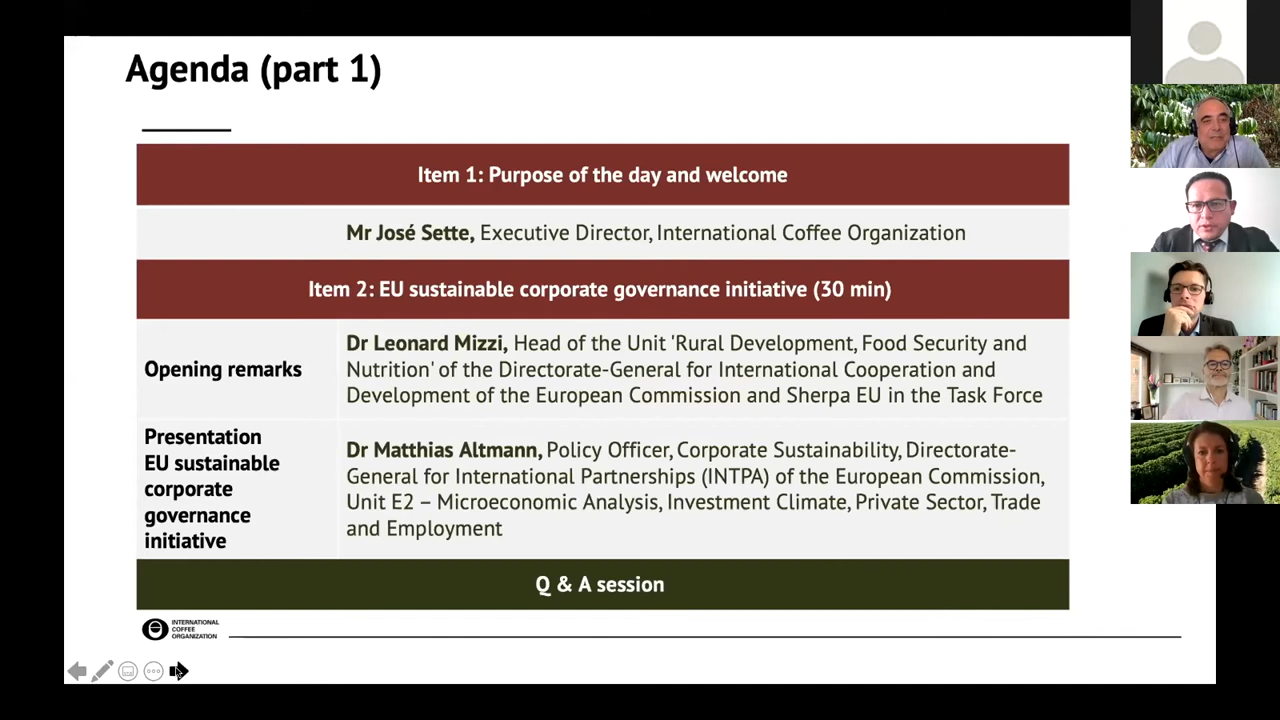 Agenda (part 1)
Item 1: Purpose of the day and welcome
Mr José Sette, Executive Director, International Coffee Organization
Item 2: EU sustainable corporate governance initiative (30 min)
Opening remarks
Dr Leonard Mizzi, Head of the Unit 'Rural Development, Food Security and
Nutrition' of the Directorate-General for International Cooperation and
Development of the European Commission and Sherpa EU in the Task Force
Presentation
EU sustainable
corporate
governance
initiative
Dr Matthias Altmann, Policy Officer, Corporate Sustainability, Directorate-
General for International Partnerships (INTPA) of the European Commission,
Unit E2 – Microeconomic Analysis, Investment Climate, Private Sector, Trade
and Employment
Q & A session
INTERNATIONAL
COFFEE
ORGANIZATION